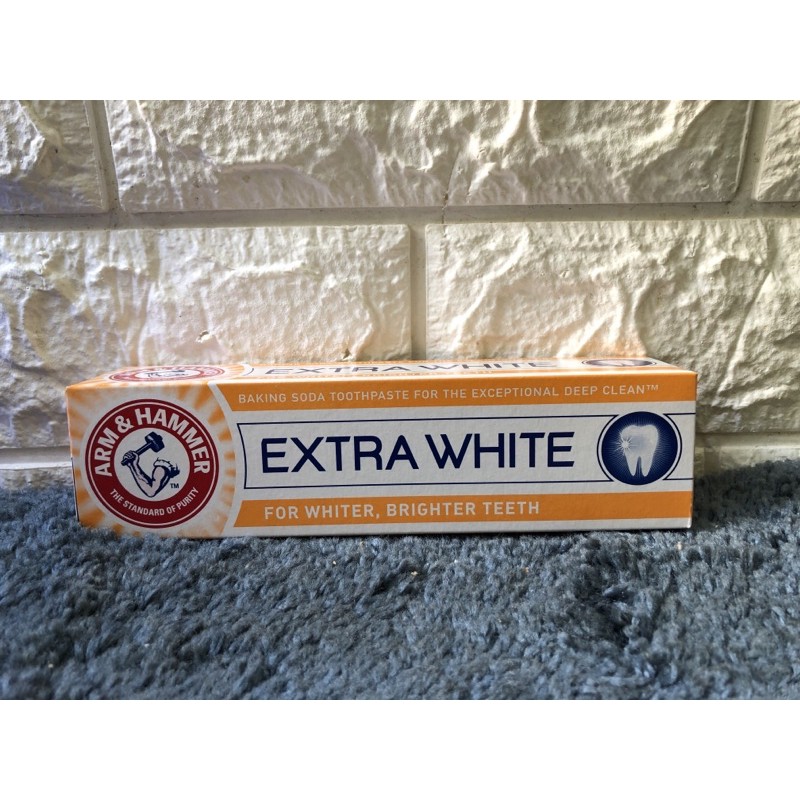 EXTRA WHITE
BAKING SODA TOOTHPASTE FOR THE EXCEPTIONAL DEEP CLEAN™
ARM & HAMMER
THE STANDARD OF PURITY
TM
EXTRA WHITE
FOR WHITER, BRIGHTER TEETH